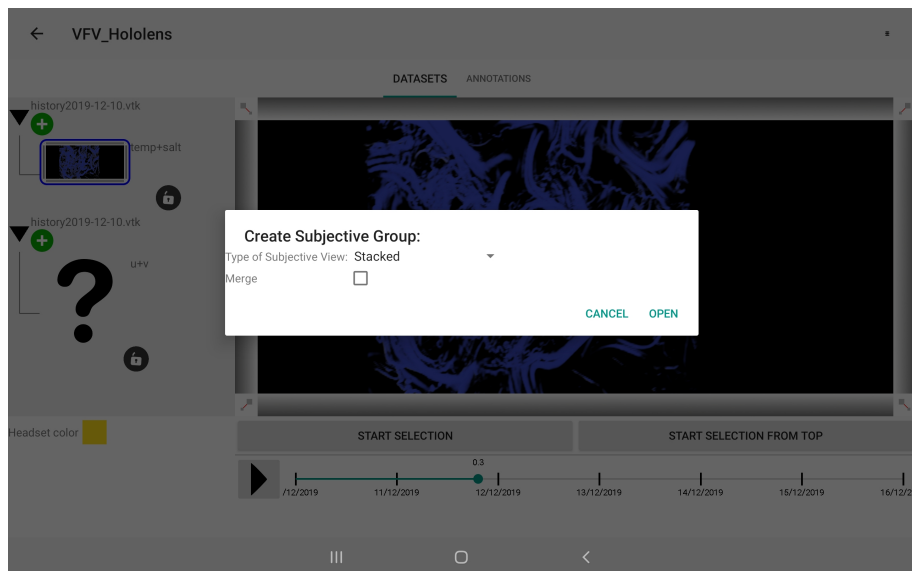 VFV_Hololens
DATASETS ANNOTATIONS
history2019-12-10.vtk
temp+salt
history2019-12-10.vtk
u+v
?
Create Subjective Group:
Type of Subjective View: Stacked
Merge
CANCEL OPEN
Headset color
START SELECTION START SELECTION FROM TOP
0.3
/12/2019 11/12/2019 12/12/2019 13/12/2019 14/12/2019 15/12/2019 16/12/2